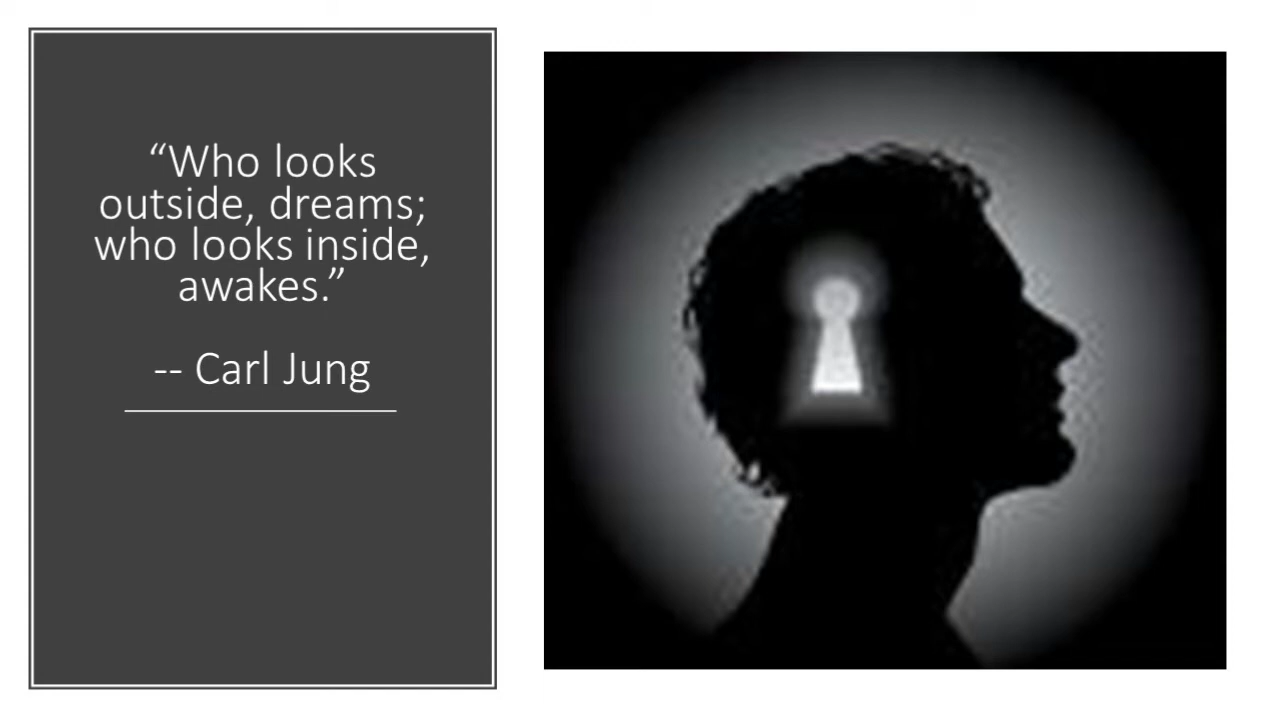 “Who looks
outside, dreams;
who looks inside,
awakes.”
-- Carl Jung